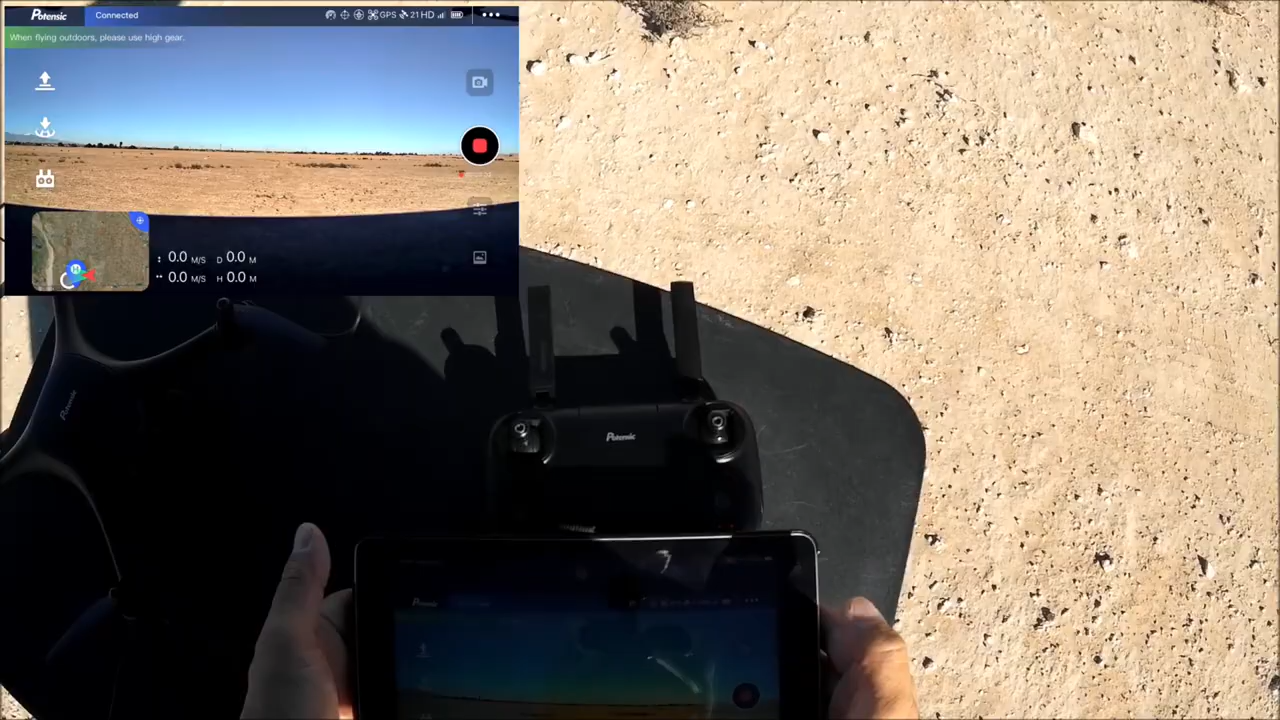 Potensic Connected GPS 21 HD
When flying outdoors, please use high gear.
H
0.0 M/S D 0.0 M
0.0 M/S H 0.0 M
Potensic
Potensic
Potensic